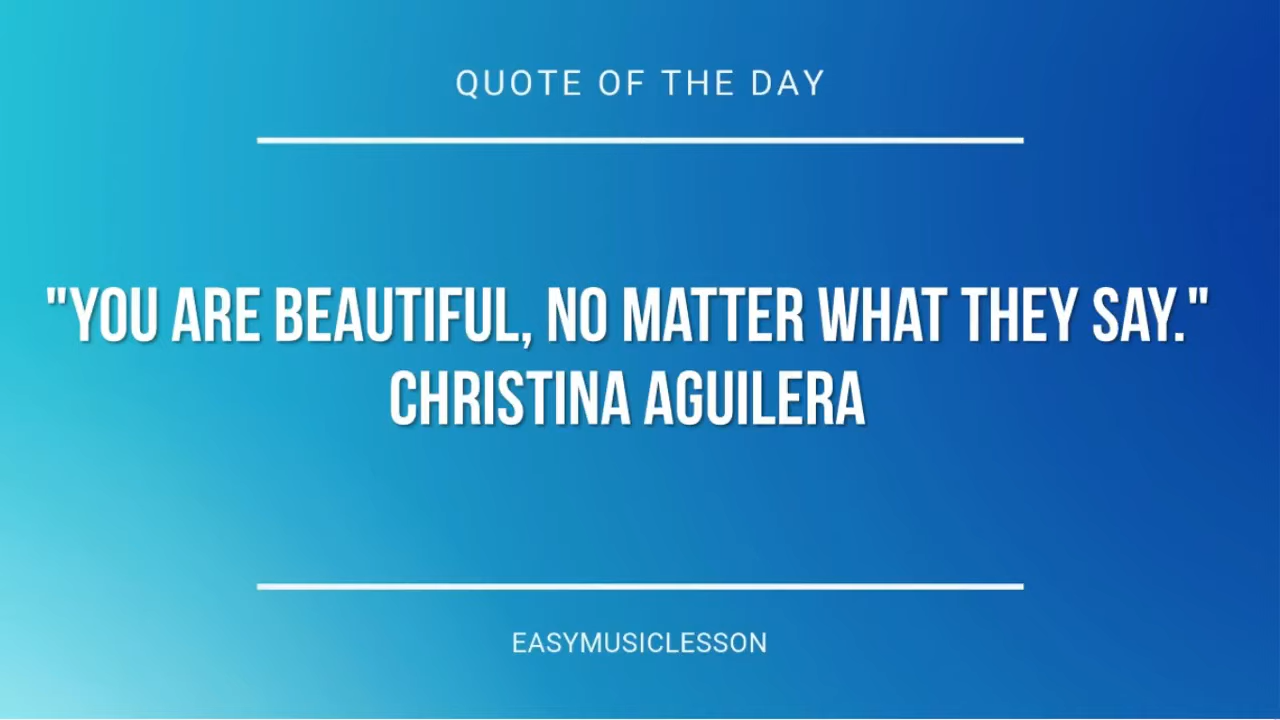 QUOTE OF THE DAY
"YOU ARE BEAUTIFUL, NO MATTER WHAT THEY SAY."
CHRISTINA AGUILERA
EASYMUSICLESSON